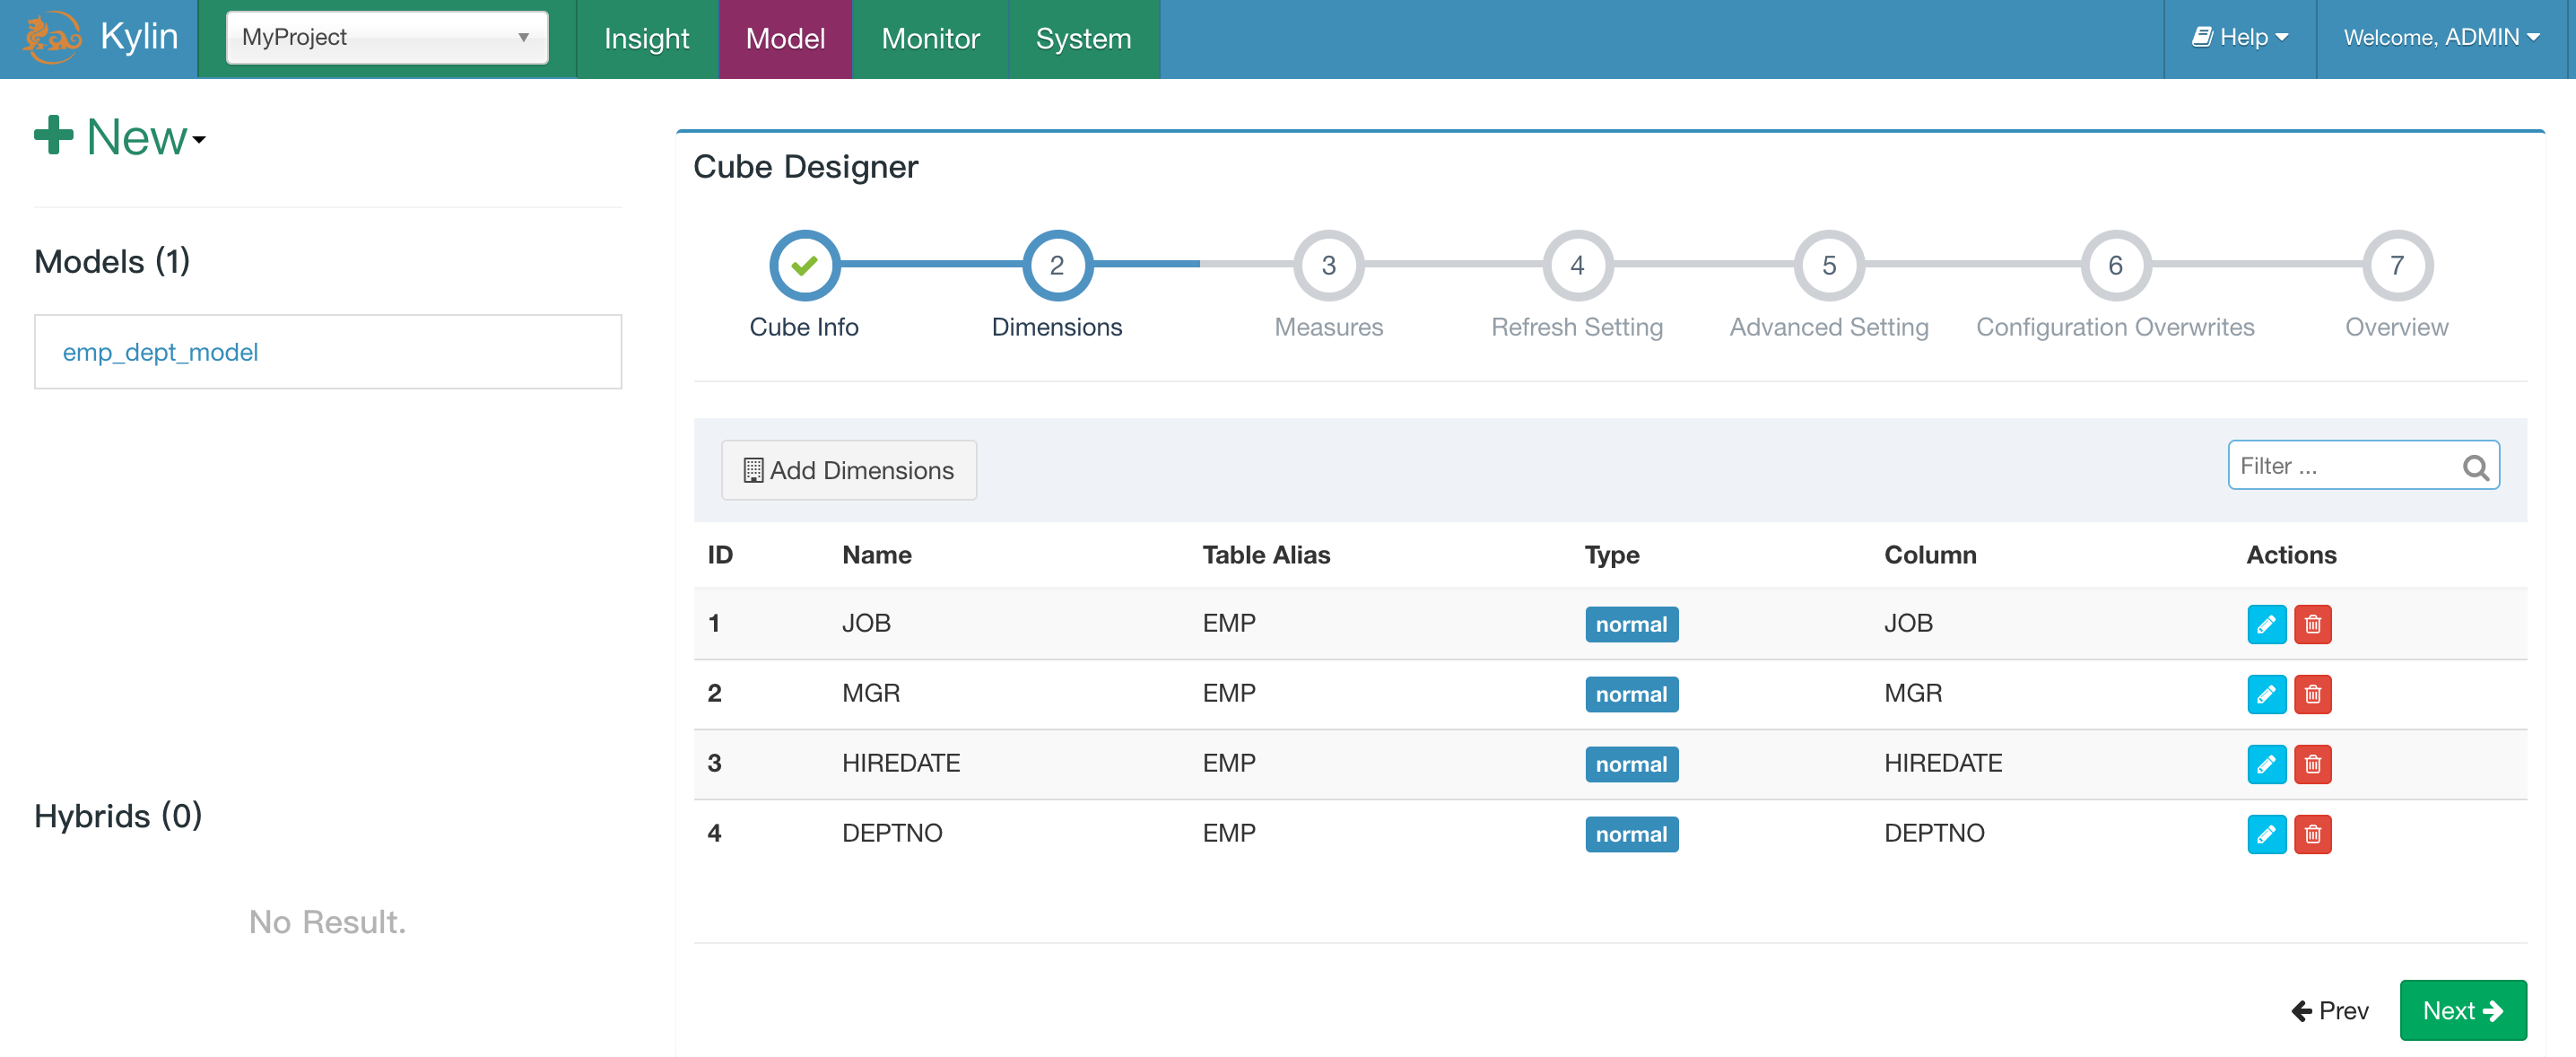 Kylin MyProject Insight Model Monitor System Help Welcome, ADMIN
New
Models (1)
emp_dept_model
Hybrids (0)
No Result.
Cube Designer
2 3 4 5 6 7
Cube Info Dimensions Measures Refresh Setting Advanced Setting Configuration Overwrites Overview
Add Dimensions Filter ...
ID Name Table Alias Type Column Actions
1 JOB EMP normal JOB
2 MGR EMP normal MGR
3 HIREDATE EMP normal HIREDATE
4 DEPTNO EMP normal DEPTNO
Prev Next